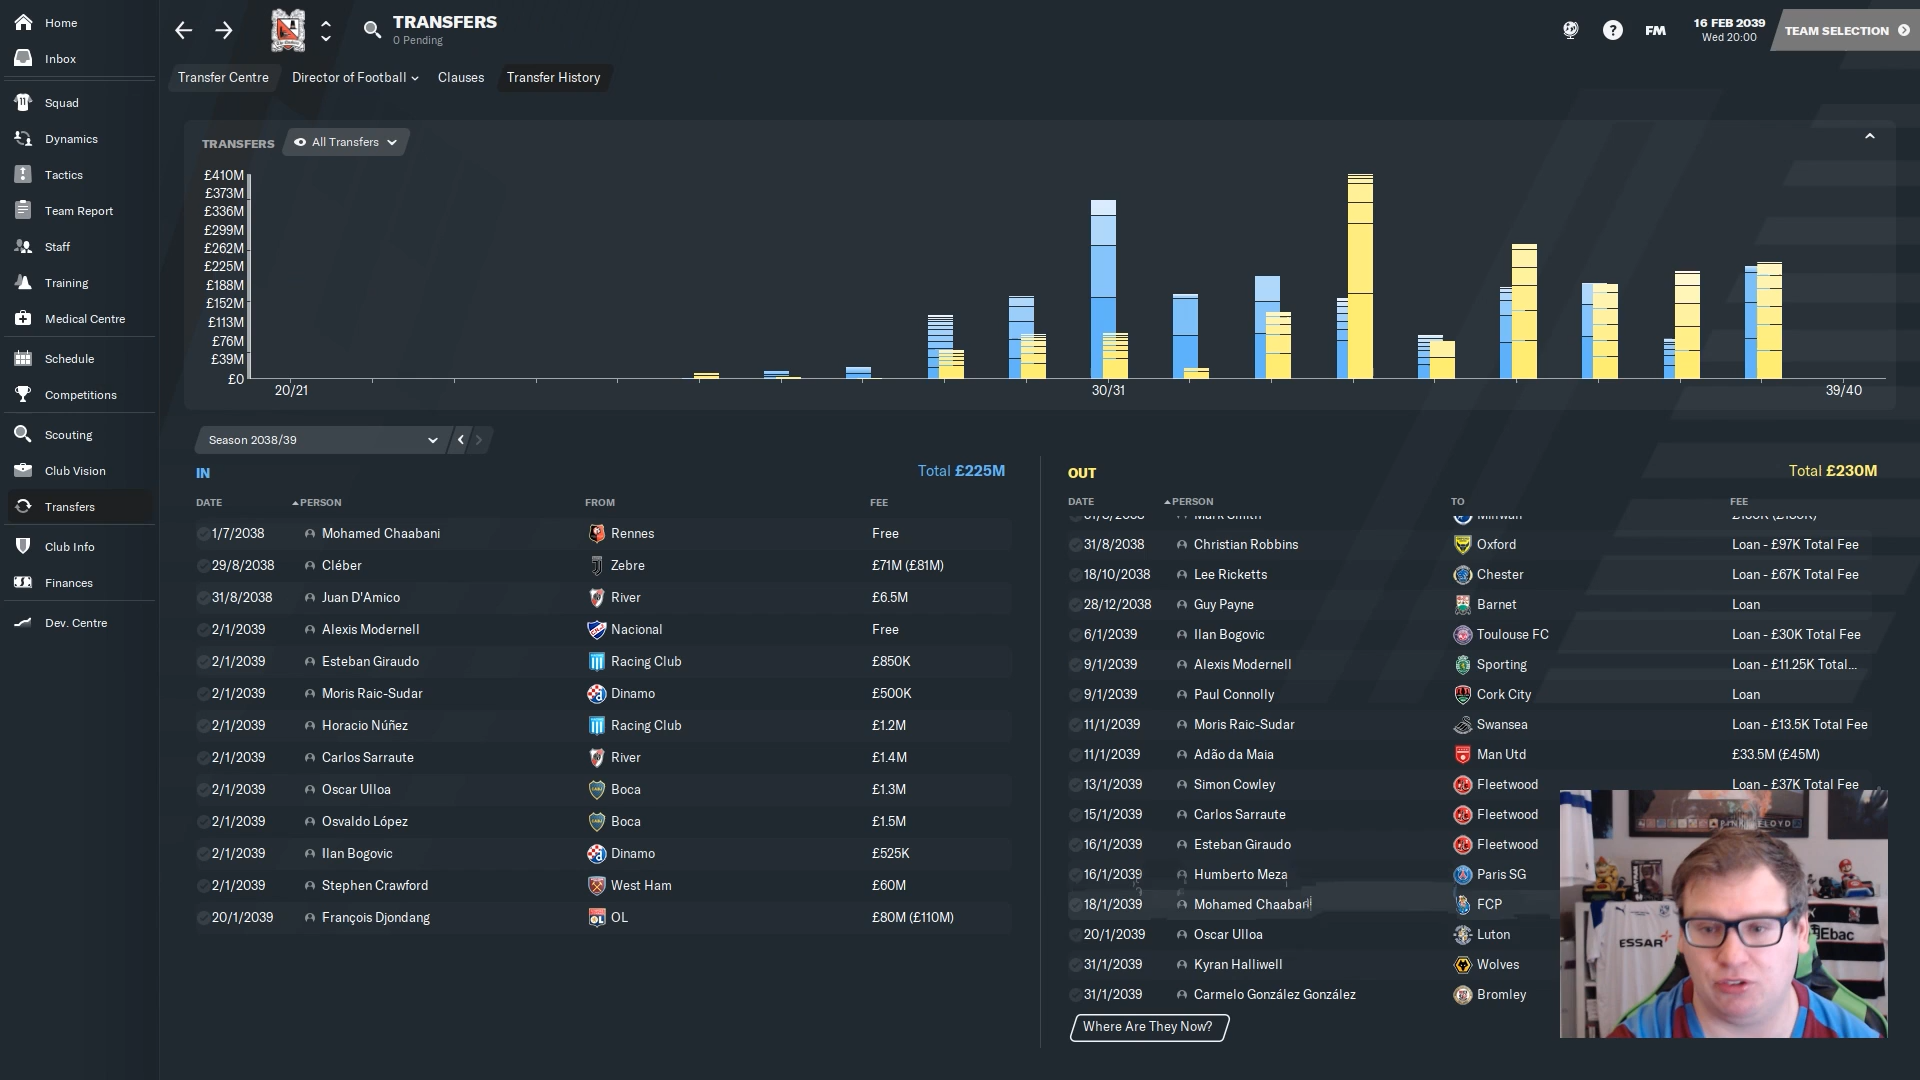 Home
Inbox
Squad
Dynamics
Tactics
Team Report
Staff
Training
Medical Centre
Schedule
Competitions
Scouting
Club Vision
Transfers
Club Info
Finances
Dev. Centre
TRANSFERS
0 Pending
FM
16 FEB 2039
Wed 20:00
TEAM SELECTION
Transfer Centre Director of Football Clauses Transfer History
TRANSFERS All Transfers
£410M
£373M
£336M
£299M
£262M
£225M
£188M
£152M
£113M
£76M
£39M
£0
20/21 30/31 39/40
Season 2038/39
IN Total £225M
DATE PERSON FROM FEE
1/7/2038 Mohamed Chaabani Rennes Free
29/8/2038 Cléber Zebre £71M (£81M)
31/8/2038 Juan D'Amico River £6.5M
2/1/2039 Alexis Modernell Nacional Free
2/1/2039 Esteban Giraudo Racing Club £850K
2/1/2039 Moris Raic-Sudar Dinamo £500K
2/1/2039 Horacio Núñez Racing Club £1.2M
2/1/2039 Carlos Sarraute River £1.4M
2/1/2039 Oscar Ulloa Boca £1.3M
2/1/2039 Osvaldo López Boca £1.5M
2/1/2039 Ilan Bogovic Dinamo £525K
2/1/2039 Stephen Crawford West Ham £60M
20/1/2039 François Djondang OL £80M (£110M)
OUT Total £230M
DATE PERSON TO FEE
Mark Smith Millwall
31/8/2038 Christian Robbins Oxford Loan - £97K Total Fee
18/10/2038 Lee Ricketts Chester Loan - £67K Total Fee
28/12/2038 Guy Payne Barnet Loan
6/1/2039 Ilan Bogovic Toulouse FC Loan - £30K Total Fee
9/1/2039 Alexis Modernell Sporting Loan - £11.25K Total...
9/1/2039 Paul Connolly Cork City Loan
11/1/2039 Moris Raic-Sudar Swansea Loan - £13.5K Total Fee
11/1/2039 Adão da Maia Man Utd £33.5M (£45M)
13/1/2039 Simon Cowley Fleetwood Loan - £37K Total Fee
15/1/2039 Carlos Sarraute Fleetwood
16/1/2039 Esteban Giraudo Fleetwood
16/1/2039 Humberto Meza Paris SG
18/1/2039 Mohamed Chaabani FCP
20/1/2039 Oscar Ulloa Luton
31/1/2039 Kyran Halliwell Wolves
31/1/2039 Carmelo González González Bromley
Where Are They Now?
PINK FLOYD
ESSAR
Ebac